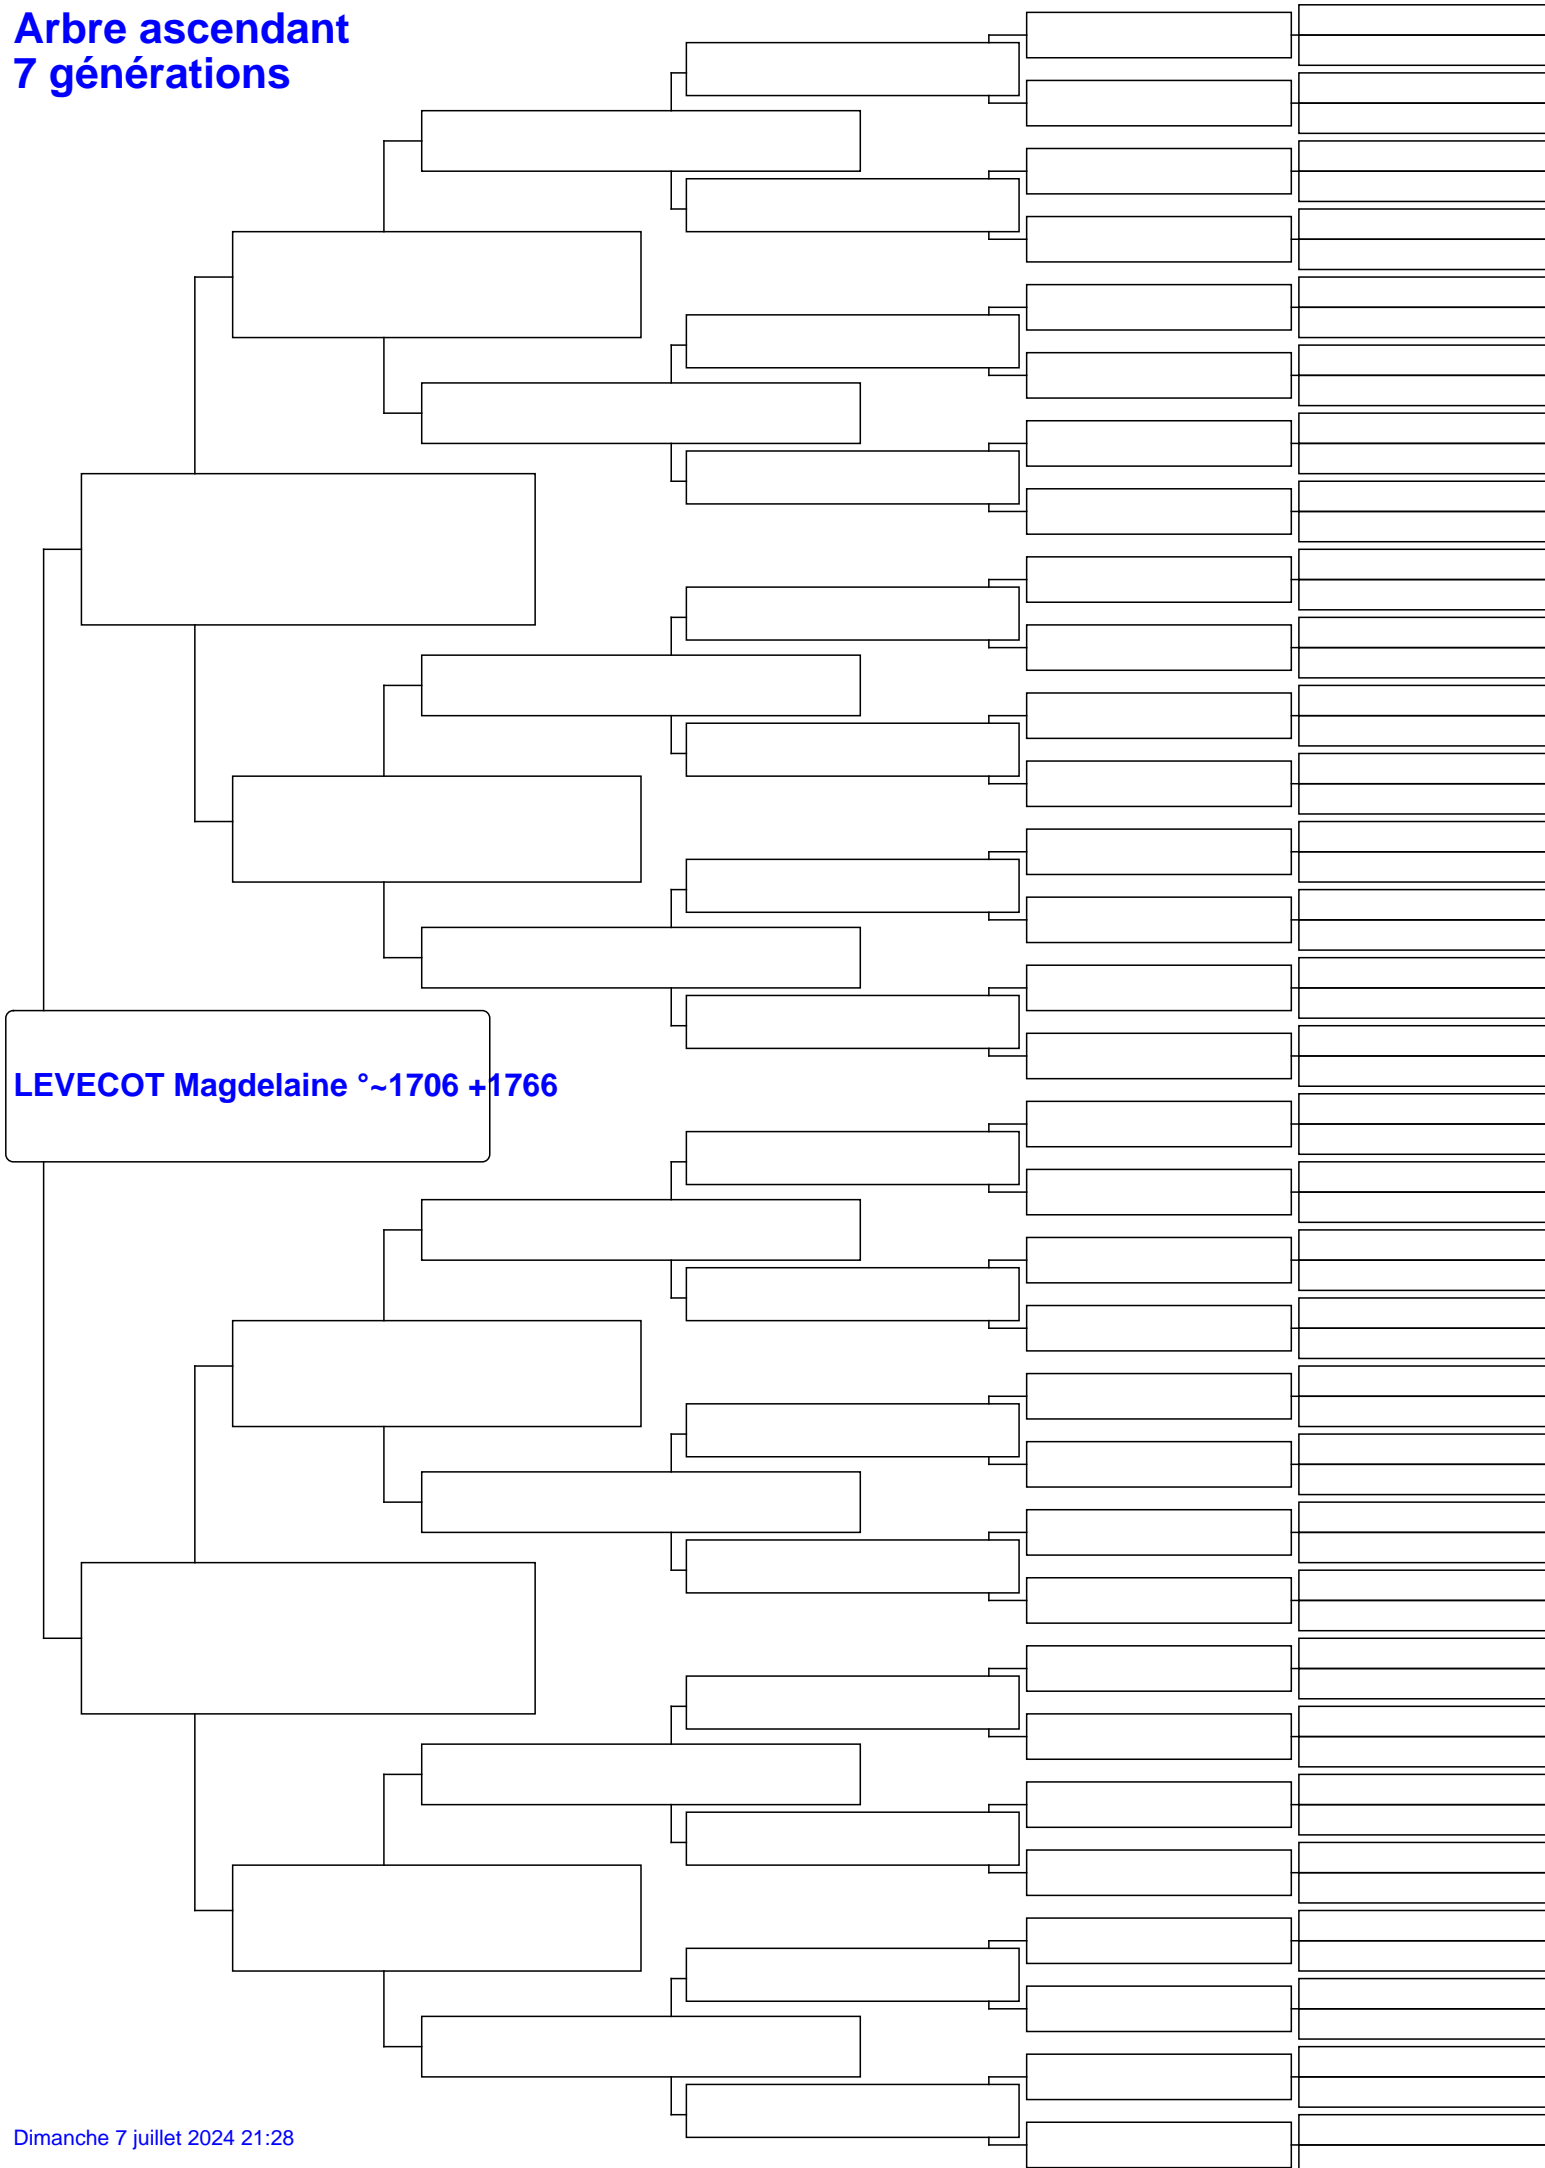 Arbre ascendant
7 générations
LEVECOT Magdelaine °~1706 +1766
Dimanche 7 juillet 2024 21:28